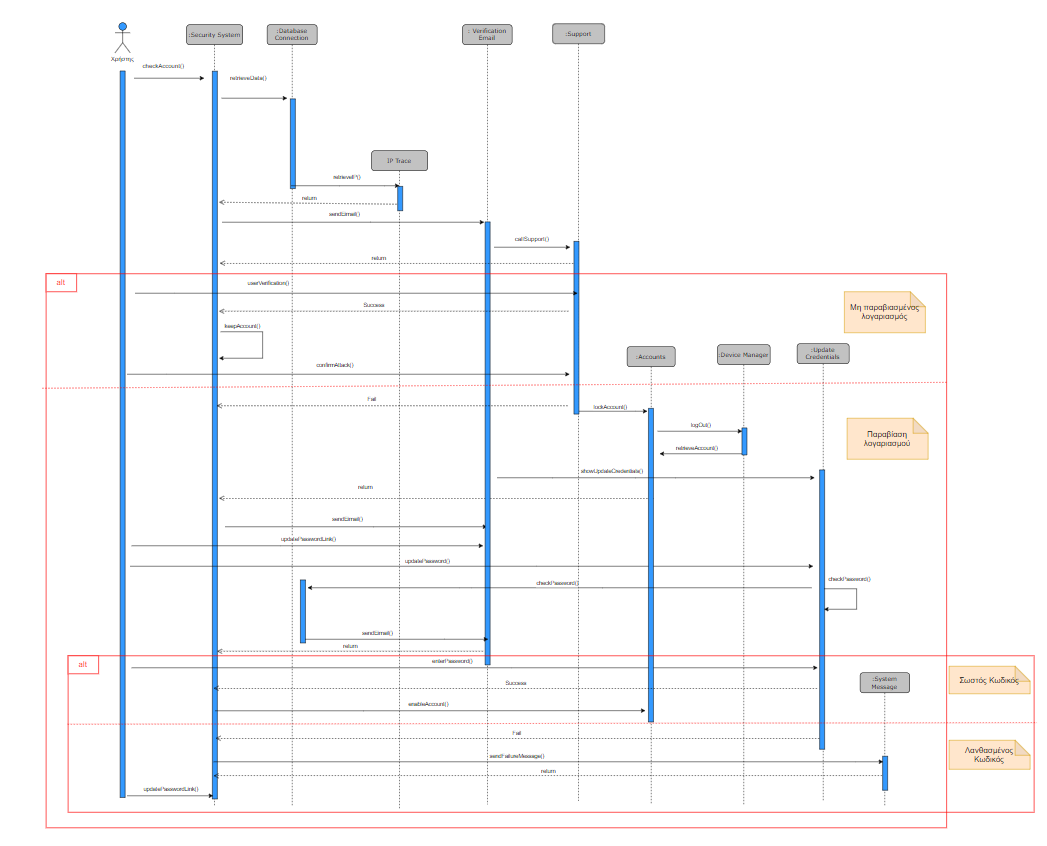 :Security System
:Database
Connection
: Verification
Email
:Support
Χρήστης
checkAccount()
retrieveData()
IP Trace
retrieveIP()
return
sendEmail()
callSupport()
return
alt
userVerification()
Μη παραβιασμένος
λογαριασμός
Success
keepAccount()
:Accounts
:Device Manager
:Update
Credentials
confirmAttack()
Fail
lockAccount()
logOut()
Παραβίαση
λογαριασμού
retrieveAccount()
showUpdateCredentials()
return
sendEmail()
updatePasswordLink()
updatePassword()
checkPassword()
checkPassword()
sendEmail()
return
alt
enterPassword()
:System
Message
Σωστός Κωδικός
Success
enableAccount()
Fail
Λανθασμένος
Κωδικός
sendFailureMessage()
return
updatePasswordLink()